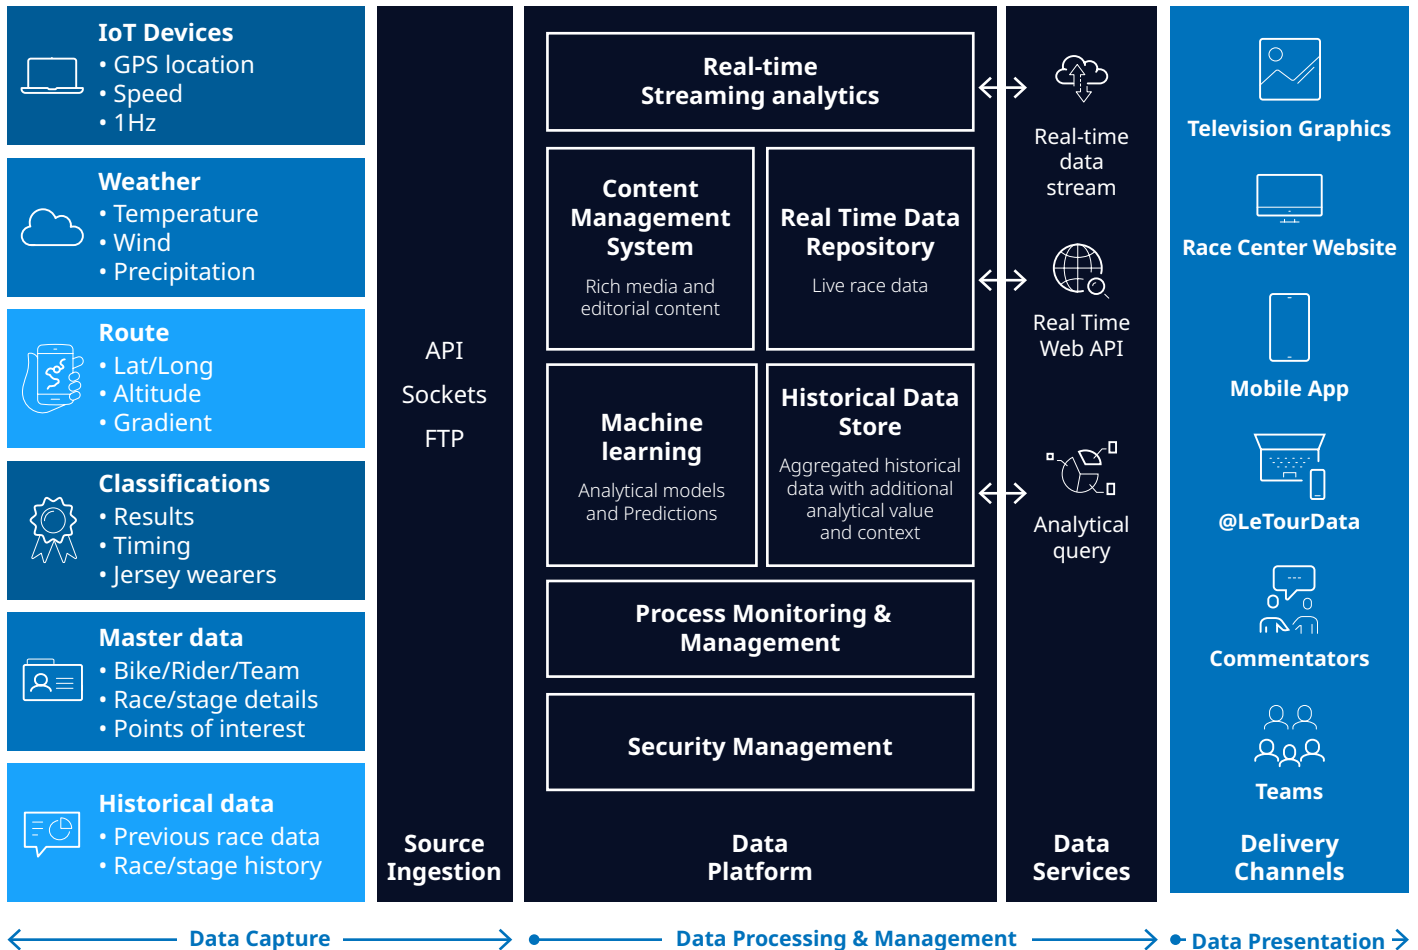 IoT Devices
• GPS location
• Speed
• 1Hz
Weather
• Temperature
• Wind
• Precipitation
Route
• Lat/Long
• Altitude
• Gradient
Classifications
• Results
• Timing
• Jersey wearers
Master data
• Bike/Rider/Team
• Race/stage details
• Points of interest
Historical data
• Previous race data
• Race/stage history
API
Sockets
FTP
Source
Ingestion
Real-time
Streaming analytics
Content
Management
System
Rich media and
editorial content
Real Time Data
Repository
Live race data
Machine
learning
Analytical models
and Predictions
Historical Data
Store
Aggregated historical
data with additional
analytical value
and context
Process Monitoring &
Management
Security Management
Data
Platform
Real-time
data
stream
Real Time
Web API
Analytical
query
Data
Services
Television Graphics
Race Center Website
Mobile App
@LeTourData
Commentators
Teams
Delivery
Channels
Data Capture
Data Processing & Management
Data Presentation